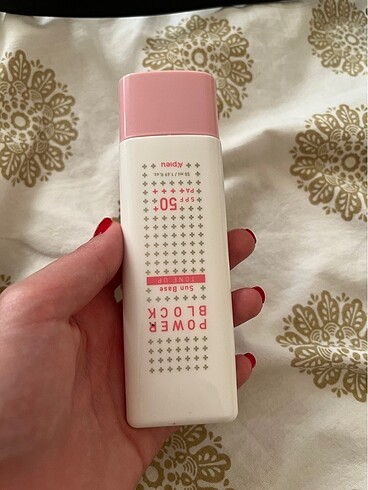 POWER
BLOCK
Sun Base
TONE UP
SPF 50+
PA++++
50 ml / 1.69 fl.oz.
A'pieu